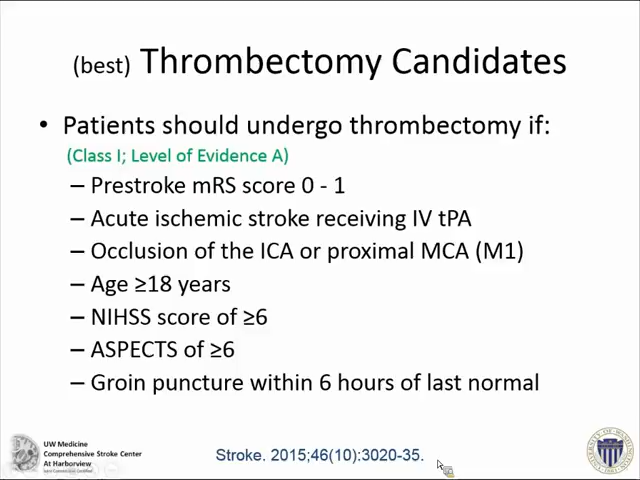 (best) Thrombectomy Candidates
• Patients should undergo thrombectomy if:
(Class I; Level of Evidence A)
– Prestroke mRS score 0 - 1
– Acute ischemic stroke receiving IV tPA
– Occlusion of the ICA or proximal MCA (M1)
– Age ≥18 years
– NIHSS score of ≥6
– ASPECTS of ≥6
– Groin puncture within 6 hours of last normal
UW Medicine
Comprehensive Stroke Center
At Harborview
Stroke. 2015;46(10):3020-35.